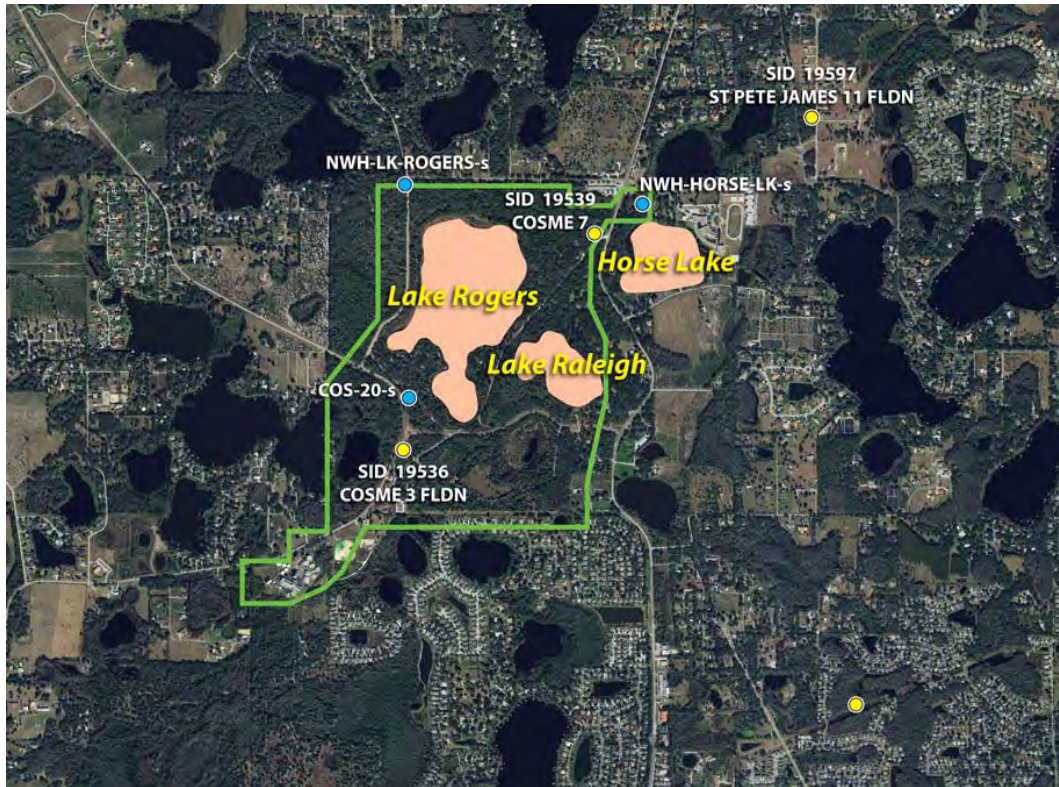 SID 19597
ST PETE JAMES 11 FLDN
NWH-LK-ROGERS-s
NWH-HORSE-LK-s
SID 19539
COSME 7
Horse Lake
Lake Rogers
Lake Raleigh
COS-20-s
SID 19536
COSME 3 FLDN